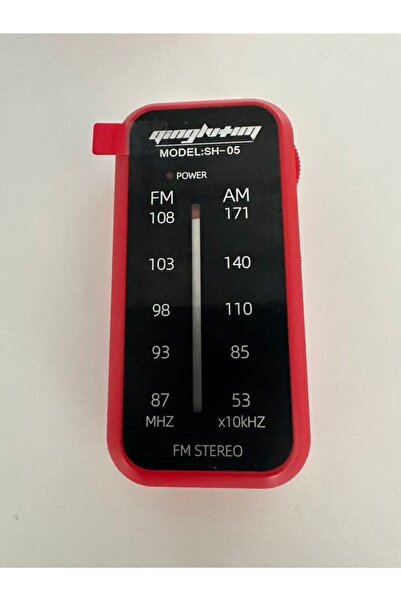 qinglutim
MODEL:SH-05
POWER
FM AM
108 171
103 140
98 110
93 85
87 53
MHZ x10kHZ
FM STEREO